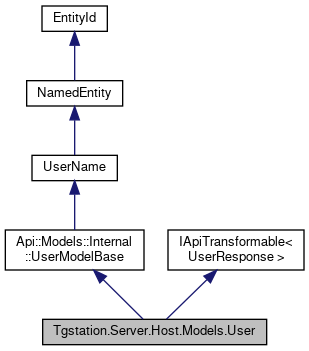 EntityId
NamedEntity
UserName
Api::Models::Internal
::UserModelBase
IApiTransformable<
UserResponse >
Tgstation.Server.Host.Models.User